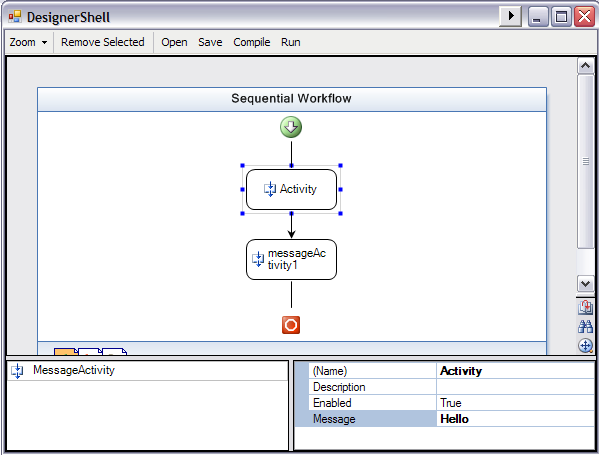 DesignerShell
Zoom Remove Selected Open Save Compile Run
Sequential Workflow
Activity
messageAc
tivity1
MessageActivity
(Name) Activity
Description
Enabled True
Message Hello